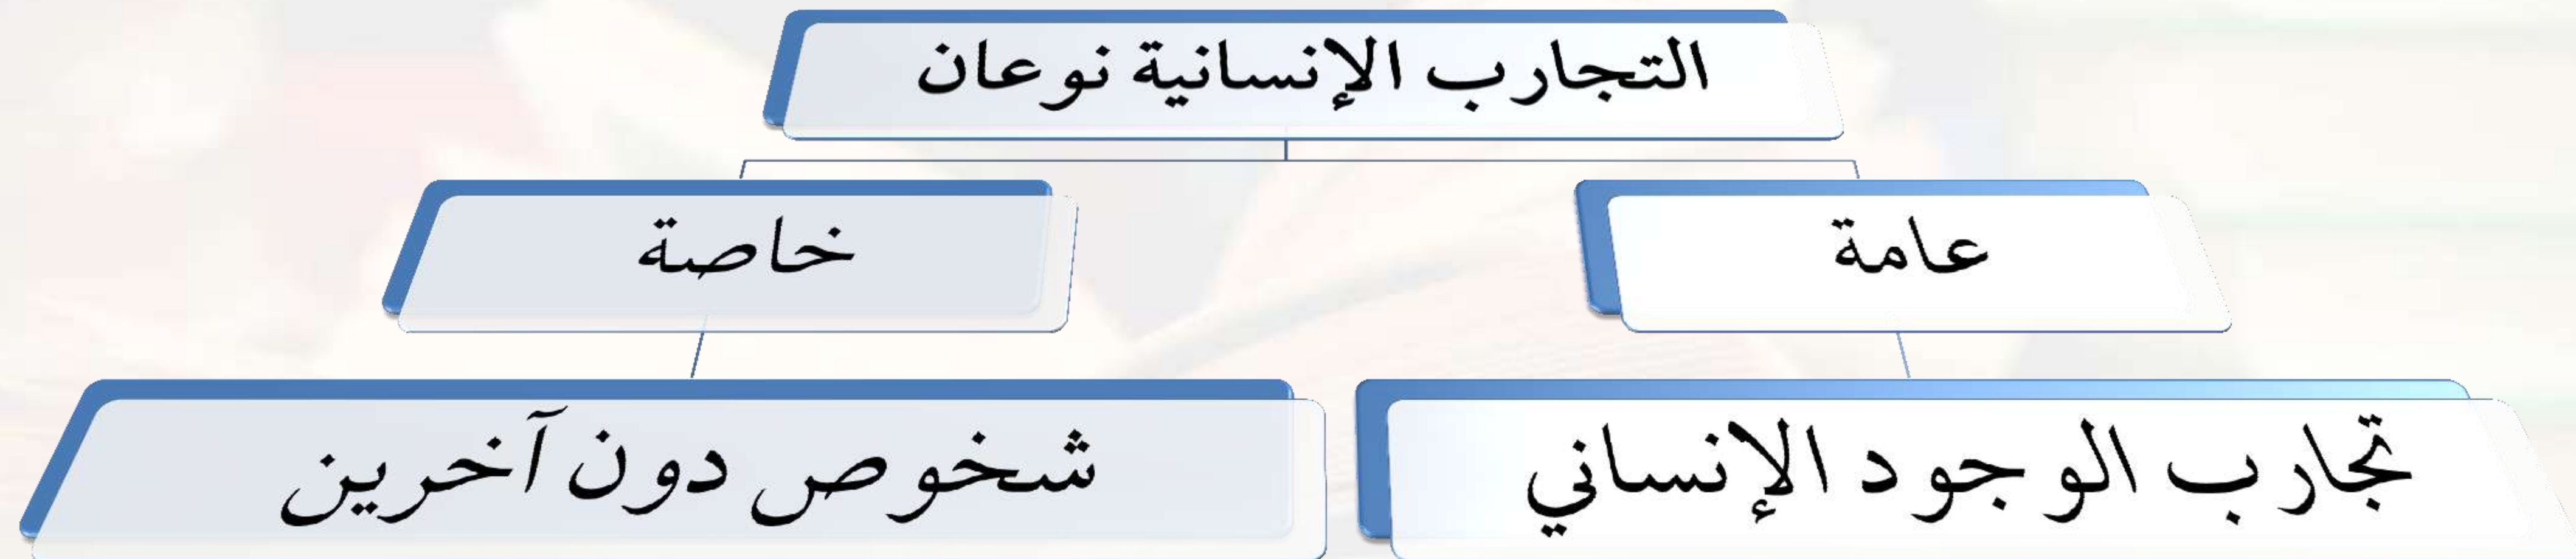 التجارب الإنسانية نوعان
عامة
خاصة
تجارب الوجود الإنساني
شخوص دون آخرين